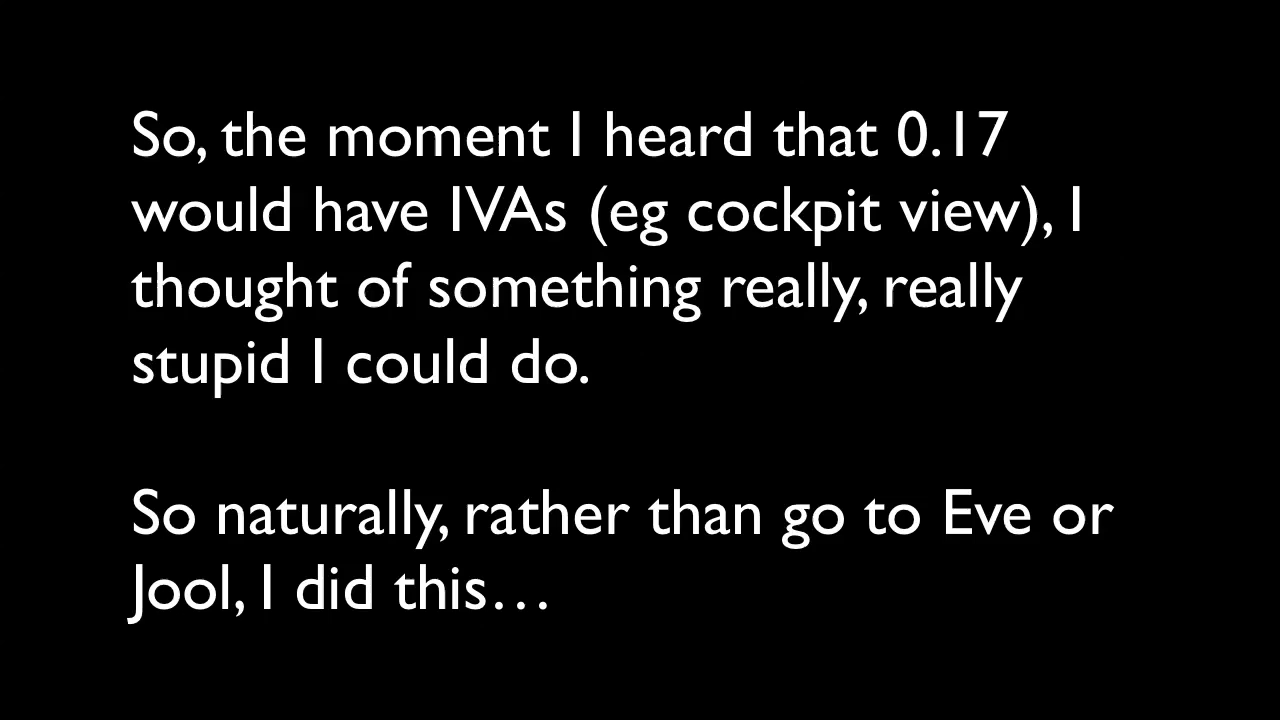 So, the moment I heard that 0.17
would have IVAs (eg cockpit view), I
thought of something really, really
stupid I could do.
So naturally, rather than go to Eve or
Jool, I did this…